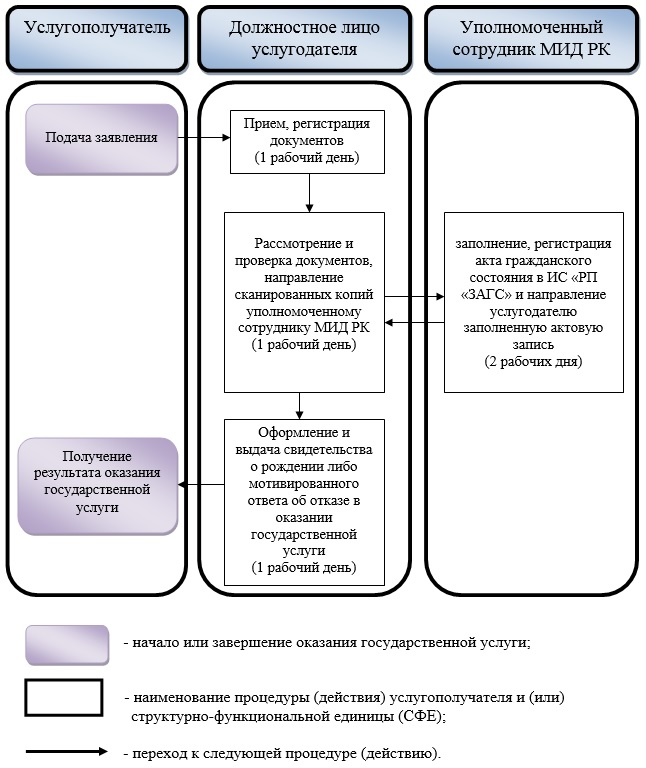 Услугополучатель
Должностное лицо
услугодателя
Уполномоченный
сотрудник МИД РК
Подача заявления
Прием, регистрация
документов
(1 рабочий день)
Рассмотрение и
проверка документов,
направление
сканированных копий
уполномоченному
сотруднику МИД РК
(1 рабочий день)
заполнение, регистрация
акта гражданского
состояния в ИС «РП
«ЗАГС» и направление
услугодателю
заполненную актовую
запись
(2 рабочих дня)
Оформление и
выдача свидетельства
о рождении либо
мотивированного
ответа об отказе в
оказании
государственной
услуги
(1 рабочий день)
Получение
результата оказания
государственной
услуги
- начало или завершение оказания государственной услуги;
- наименование процедуры (действия) услугополучателя и (или)
структурно-функциональной единицы (СФЕ);
- переход к следующей процедуре (действию).